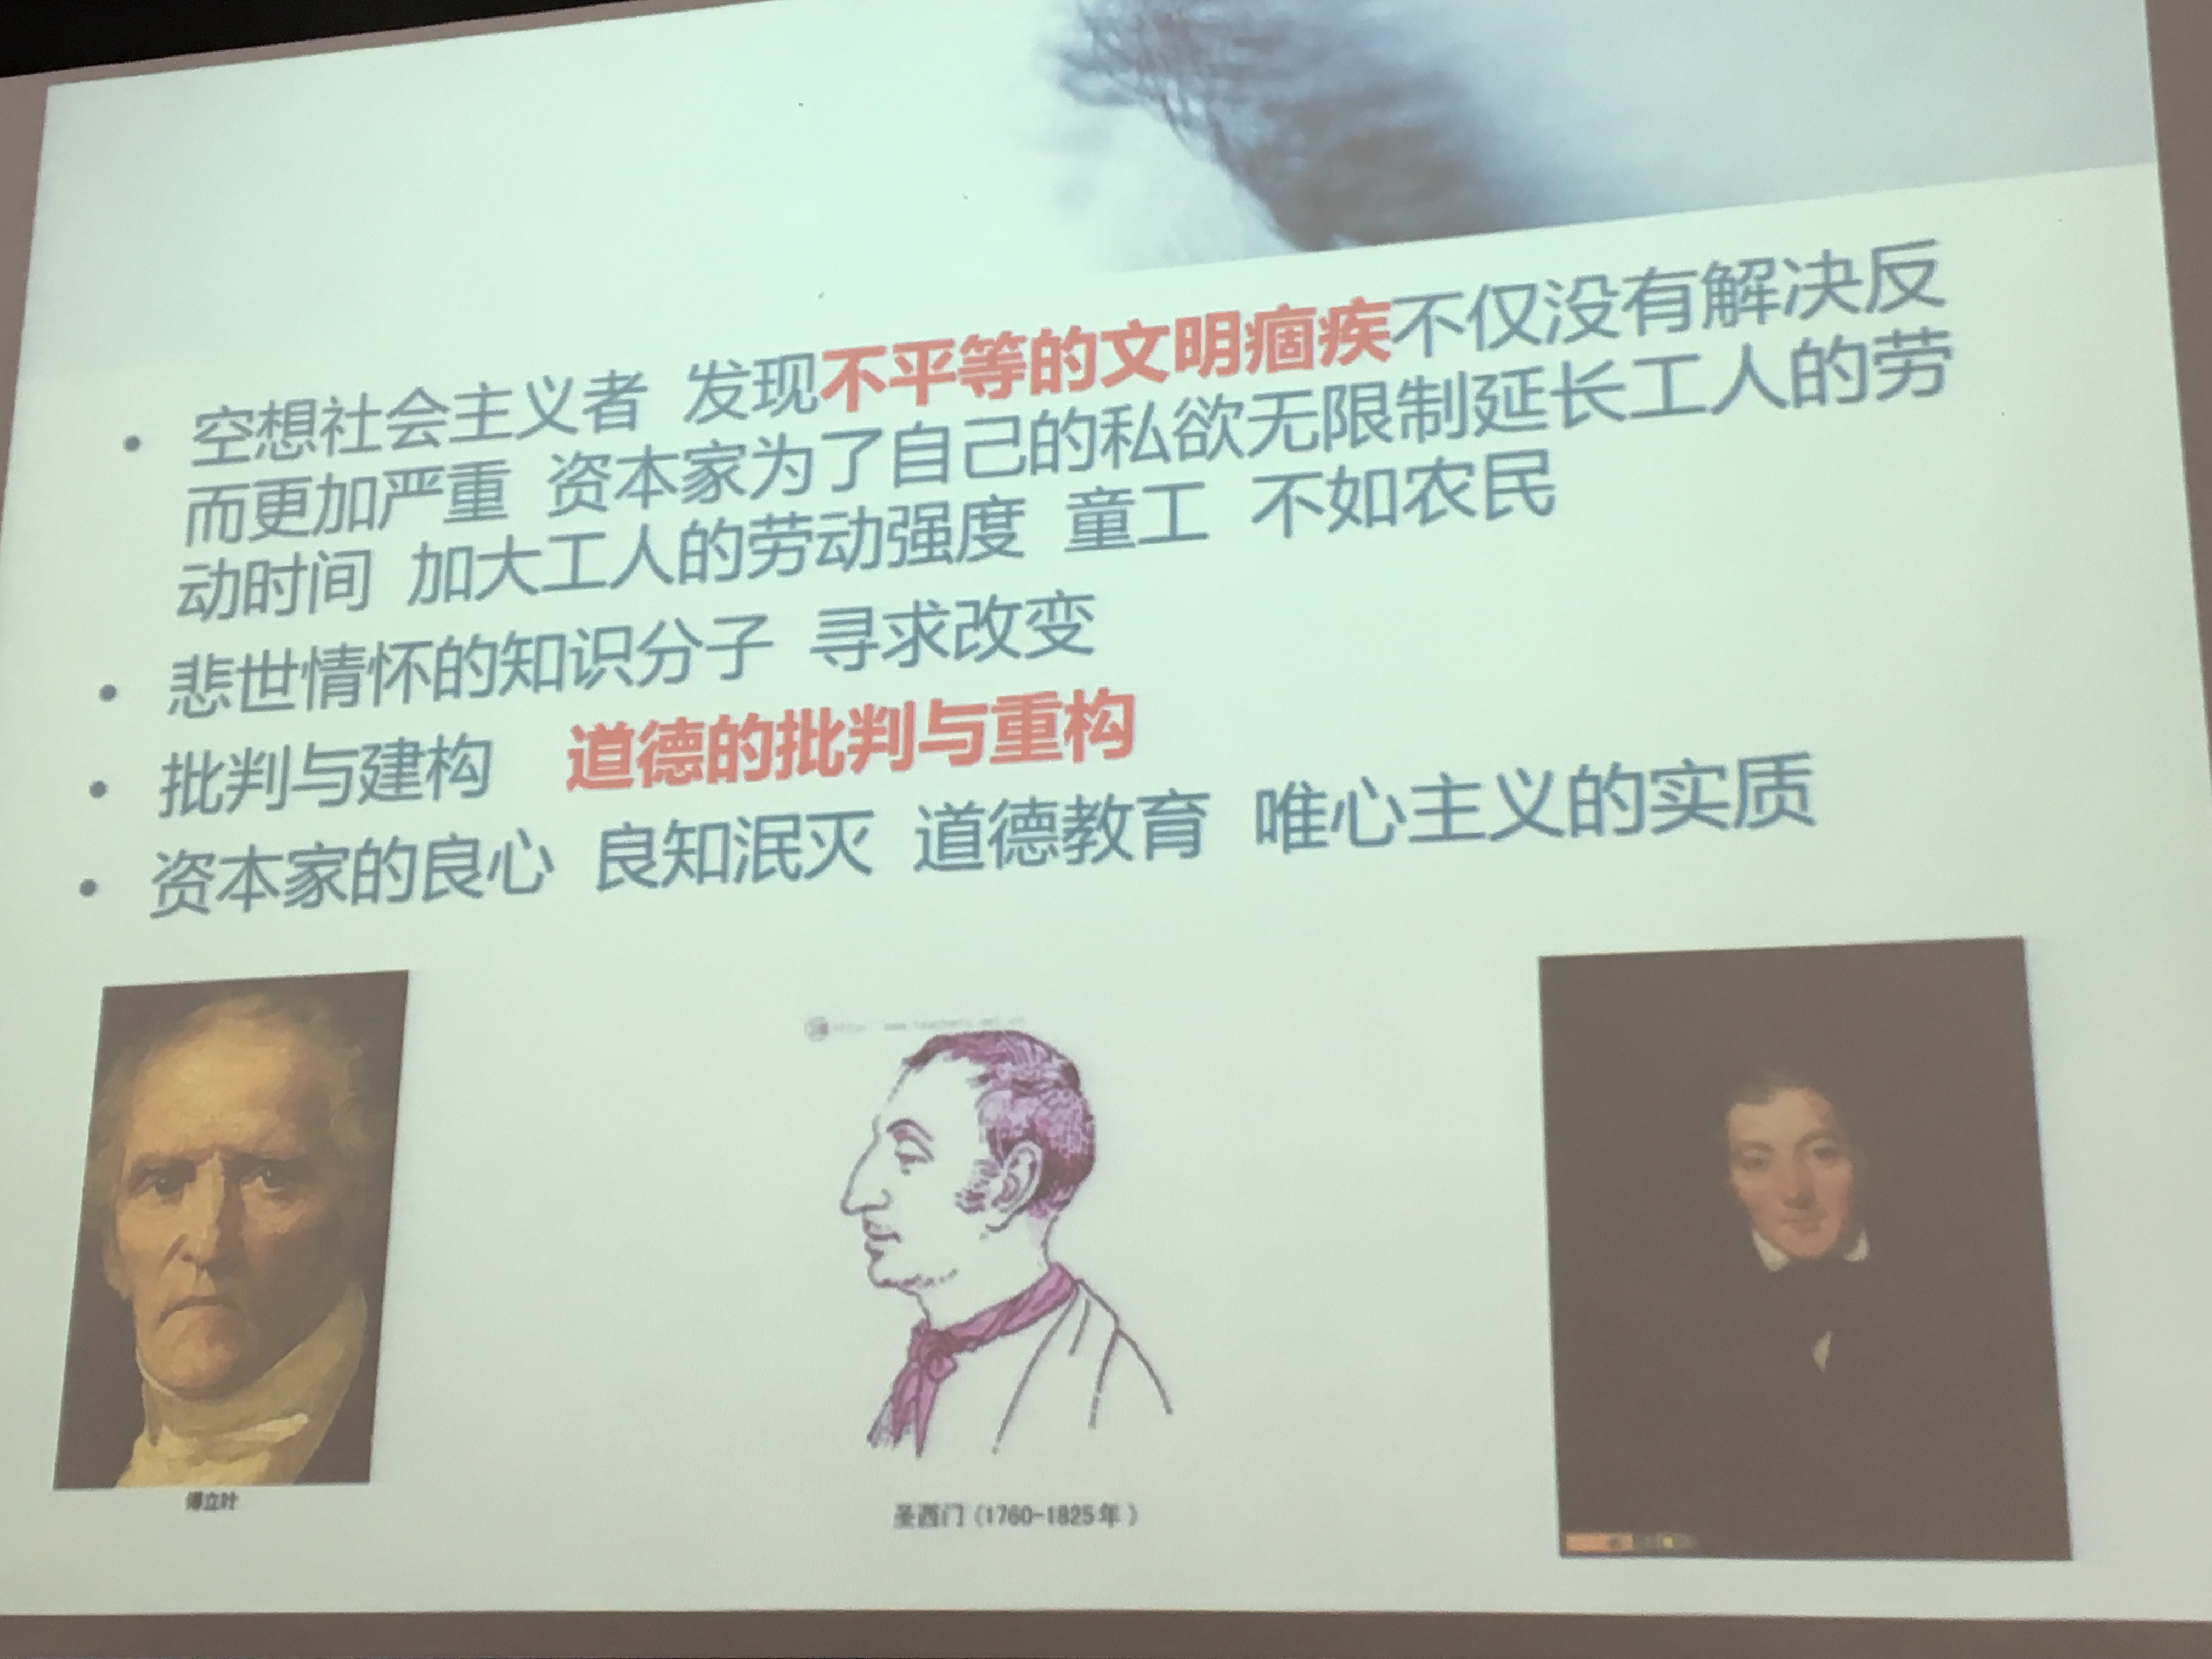 空想社会主义者 发现不平等的文明痼疾不仅没有解决反
而更加严重 资本家为了自己的私欲无限制延长工人的劳
动时间 加大工人的劳动强度 童工 不如农民
悲世情怀的知识分子 寻求改变
批判与建构 道德的批判与重构
资本家的良心 良知泯灭 道德教育 唯心主义的实质
傅立叶
圣西门(1760-1825年)